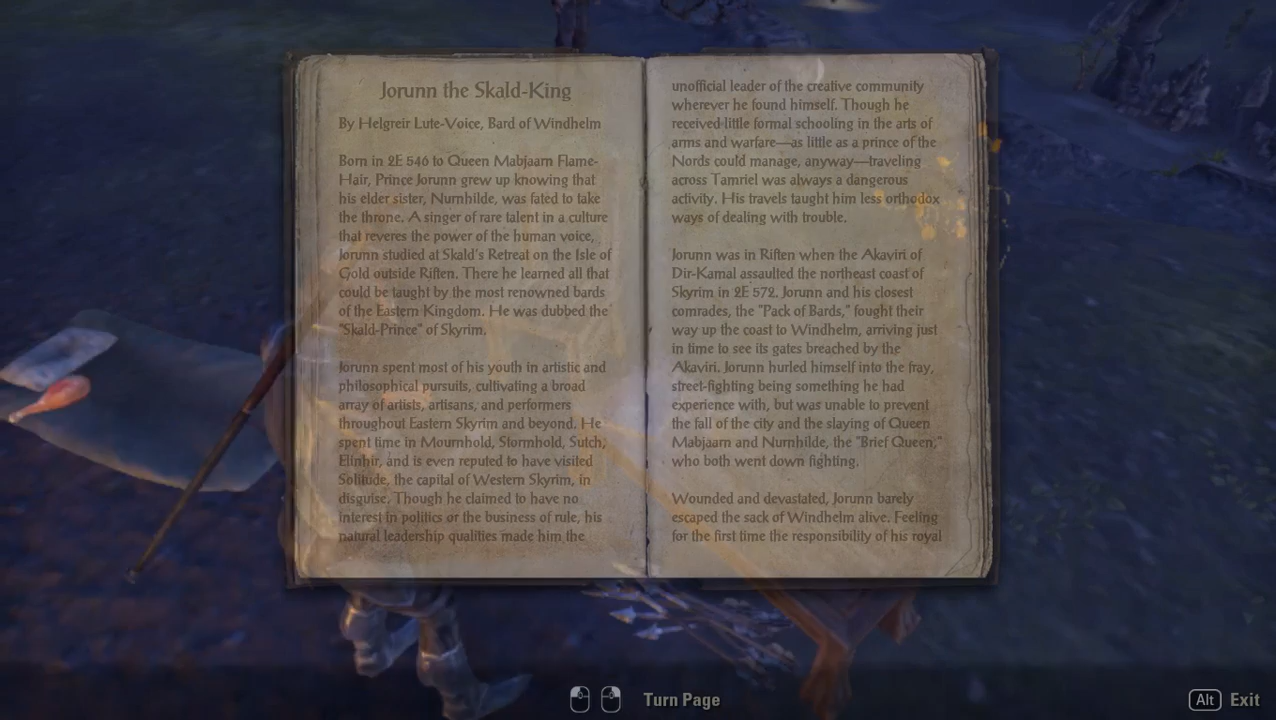 Jorunn the Skald-King
By Helgreir Lute-Voice, Bard of Windhelm
Born in 2E 546 to Queen Mabjaarn Flame-
Hair, Prince Jorunn grew up knowing that
his elder sister, Nurnhilde, was fated to take
the throne. A singer of rare talent in a culture
that reveres the power of the human voice,
Jorunn studied at Skald's Retreat on the Isle of
Gold outside Riften. There he learned all that
could be taught by the most renowned bards
of the Eastern Kingdom. He was dubbed the
"Skald-Prince" of Skyrim.
Jorunn spent most of his youth in artistic and
philosophical pursuits, cultivating a broad
array of artists, artisans, and performers
throughout Eastern Skyrim and beyond. He
spent time in Mournhold, Stormhold, Sutch,
Elinhir, and is even reputed to have visited
Solitude, the capital of Western Skyrim, in
disguise. Though he claimed to have no
interest in politics or the business of rule, his
natural leadership qualities made him the
unofficial leader of the creative community
wherever he found himself. Though he
received little formal schooling in the arts of
arms and warfare—as little as a prince of the
Nords could manage, anyway—traveling
across Tamriel was always a dangerous
activity. His travels taught him less orthodox
ways of dealing with trouble.
Jorunn was in Riften when the Akaviri of
Dir-Kamal assaulted the northeast coast of
Skyrim in 2E 572. Jorunn and his closest
comrades, the "Pack of Bards," fought their
way up the coast to Windhelm, arriving just
in time to see its gates breached by the
Akaviri. Jorunn hurled himself into the fray,
street-fighting being something he had
experience with, but was unable to prevent
the fall of the city and the slaying of Queen
Mabjaarn and Nurnhilde, the "Brief Queen,"
who both went down fighting.
Wounded and devastated, Jorunn barely
escaped the sack of Windhelm alive. Feeling
for the first time the responsibility of his royal
Turn Page
Alt Exit